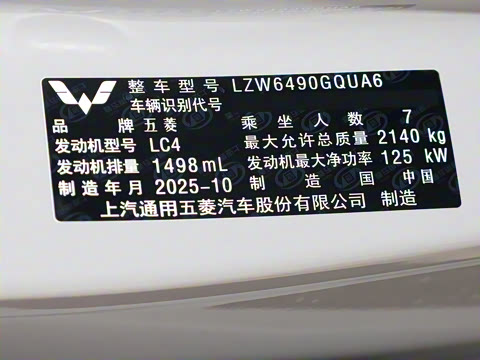 整车型号 LZW6490GQUA6
车辆识别代号
品牌 五菱 乘坐人数 7
发动机型号 LC4 最大允许总质量 2140 kg
发动机排量 1498 mL 发动机最大净功率 125 kW
制造年月 2025-10 制造国 中国
上汽通用五菱汽车股份有限公司 制造